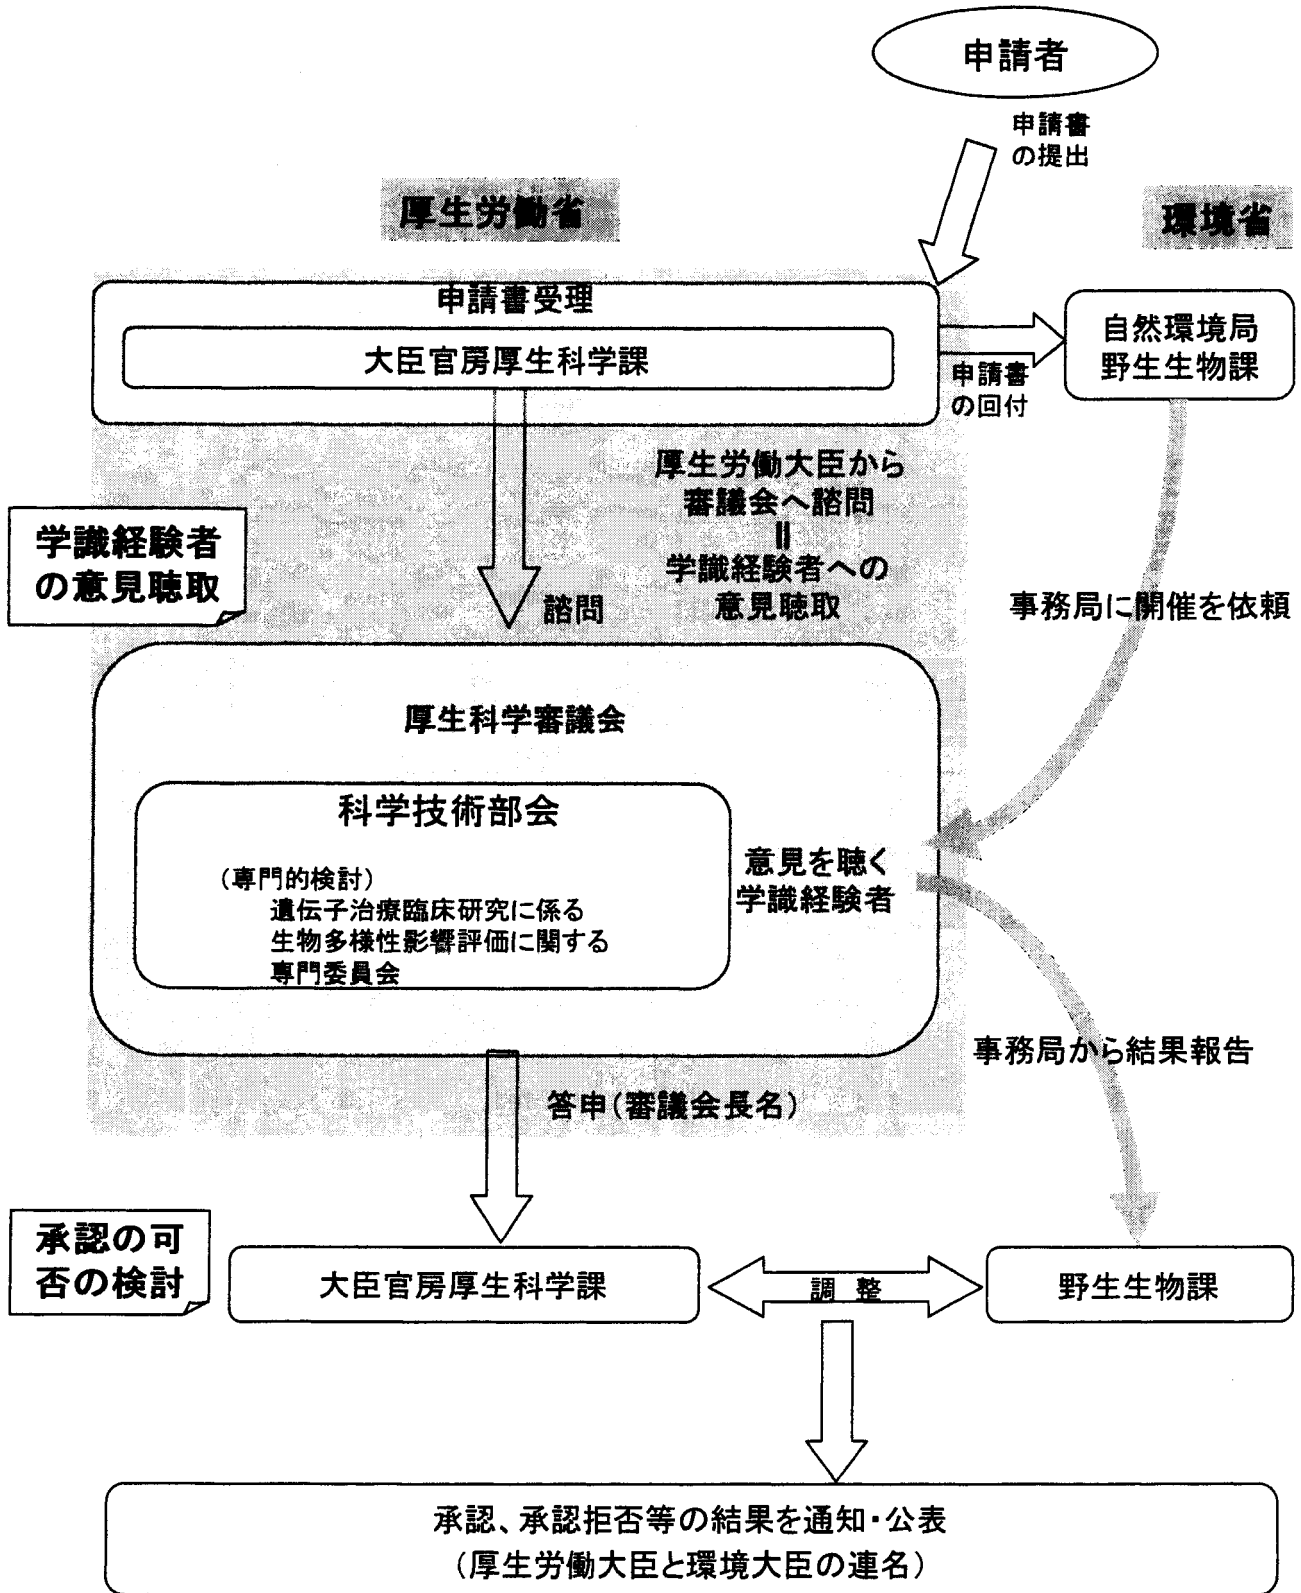 申請者
申請書
の提出
厚生労働省
環境省
申請書受理
大臣官房厚生科学課
自然環境局
野生生物課
申請書
の回付
厚生労働大臣から
審議会へ諮問
||
学識経験者への
意見聴取
学識経験者
の意見聴取
諮問
事務局に開催を依頼
厚生科学審議会
科学技術部会
(専門的検討)
遺伝子治療臨床研究に係る
生物多様性影響評価に関する
専門委員会
意見を聴く
学識経験者
事務局から結果報告
答申(審議会長名)
承認の可
否の検討
大臣官房厚生科学課
調 整
野生生物課
承認、承認拒否等の結果を通知・公表
(厚生労働大臣と環境大臣の連名)